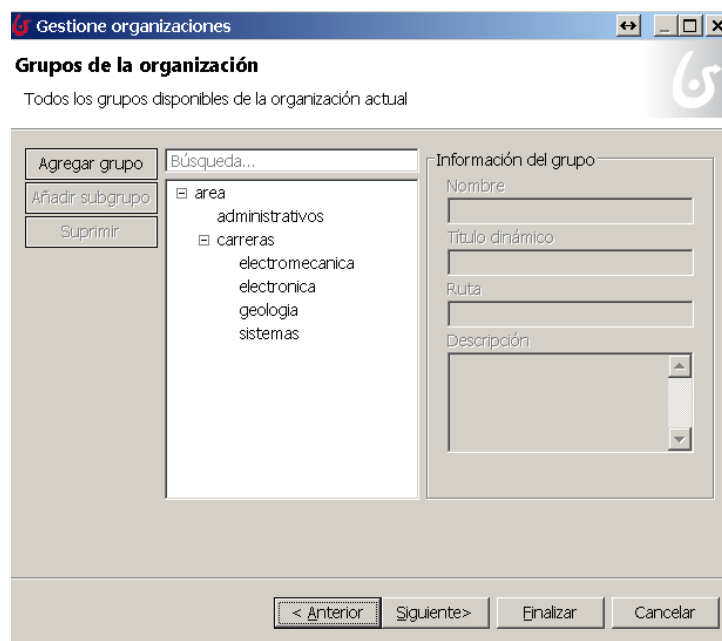 Gestione organizaciones
Grupos de la organización
Todos los grupos disponibles de la organización actual
Agregar grupo
Añadir subgrupo
Suprimir
Búsqueda...
area
administrativos
carreras
electromecanica
electronica
geologia
sistemas
Información del grupo
Nombre
Título dinámico
Ruta
Descripción
< Anterior
Siguiente>
Finalizar
Cancelar